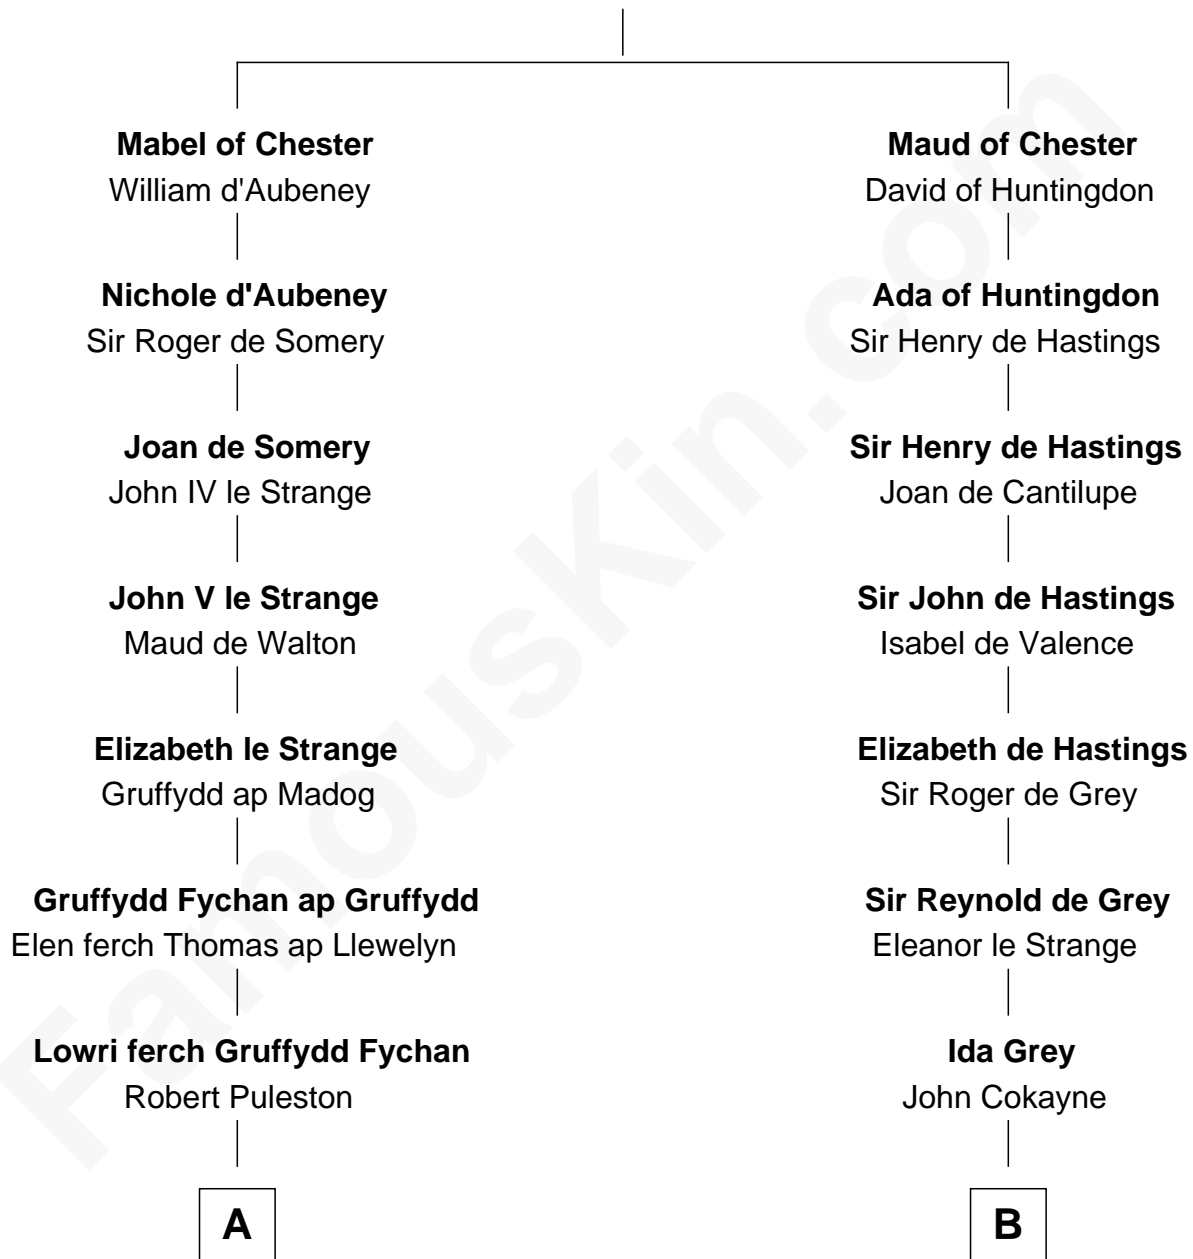 Mabel of Chester
William d'Aubeney
Nichole d'Aubeney
Sir Roger de Somery
Joan de Somery
John IV le Strange
John V le Strange
Maud de Walton
Elizabeth le Strange
Gruffydd ap Madog
Gruffydd Fychan ap Gruffydd
Elen ferch Thomas ap Llewelyn
Lowri ferch Gruffydd Fychan
Robert Puleston
A
Maud of Chester
David of Huntingdon
Ada of Huntingdon
Sir Henry de Hastings
Sir Henry de Hastings
Joan de Cantilupe
Sir John de Hastings
Isabel de Valence
Elizabeth de Hastings
Sir Roger de Grey
Sir Reynold de Grey
Eleanor le Strange
Ida Grey
John Cokayne
B
FamousKin.com